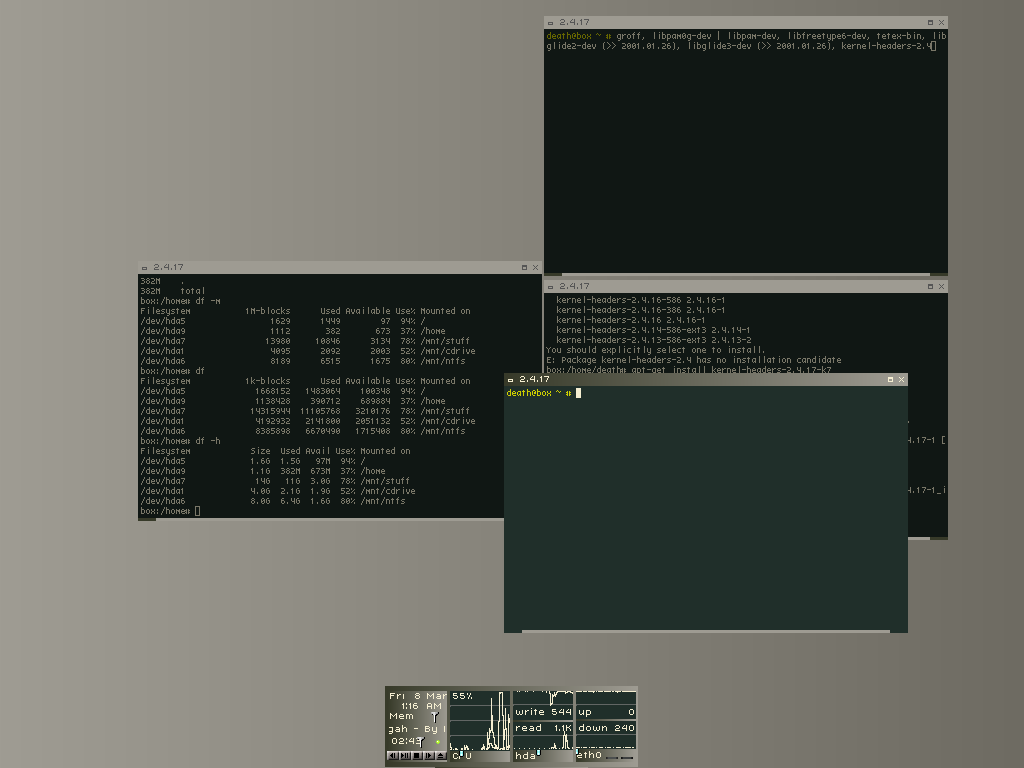 2.4.17
death@box ~ # groff, libpam0g-dev | libpam-dev, libfreetype6-dev, tetex-bin, lib
glide2-dev (>> 2001.01.26), libglide3-dev (>> 2001.01.26), kernel-headers-2.4
2.4.17
382M    .
382M    total
box:/home# df -m
Filesystem           1M-blocks      Used Available Use% Mounted on
/dev/hda5                 1629      1449        97  94% /
/dev/hda9                 1112       382       673  37% /home
/dev/hda7                13980     10846      3134  78% /mnt/stuff
/dev/hda1                 4095      2092      2003  52% /mnt/cdrive
/dev/hda6                 8189      6515      1675  80% /mnt/ntfs
box:/home# df
Filesystem           1k-blocks      Used Available Use% Mounted on
/dev/hda5              1668152   1483064    100348  94% /
/dev/hda9              1138428    390712    689884  37% /home
/dev/hda7             14315944  11105768   3210176  78% /mnt/stuff
/dev/hda1              4192932   2141800   2051132  52% /mnt/cdrive
/dev/hda6              8385898   6670490   1715408  80% /mnt/ntfs
box:/home# df -h
Filesystem            Size  Used Avail Use% Mounted on
/dev/hda5             1.6G  1.5G   97M  94% /
/dev/hda9             1.1G  382M  673M  37% /home
/dev/hda7              14G   11G  3.0G  78% /mnt/stuff
/dev/hda1             4.0G  2.1G  1.9G  52% /mnt/cdrive
/dev/hda6             8.0G  6.4G  1.6G  80% /mnt/ntfs
box:/home#
2.4.17
kernel-headers-2.4.16-586 2.4.16-1
kernel-headers-2.4.16-386 2.4.16-1
kernel-headers-2.4.16 2.4.16-1
kernel-headers-2.4.14-586-ext3 2.4.14-1
kernel-headers-2.4.13-586-ext3 2.4.13-2
You should explicitly select one to install.
E: Package kernel-headers-2.4 has no installation candidate
box:/home/death# apt-get install kernel-headers-2.4.17-k7
4.17-1 [
4.17-1_i
2.4.17
death@box ~ #
Fri 8 Mar
1:16 AM
Mem
gah - By I
02:43
55%
CPU
write 544
read 1.1K
hda
up 0
down 240
eth0